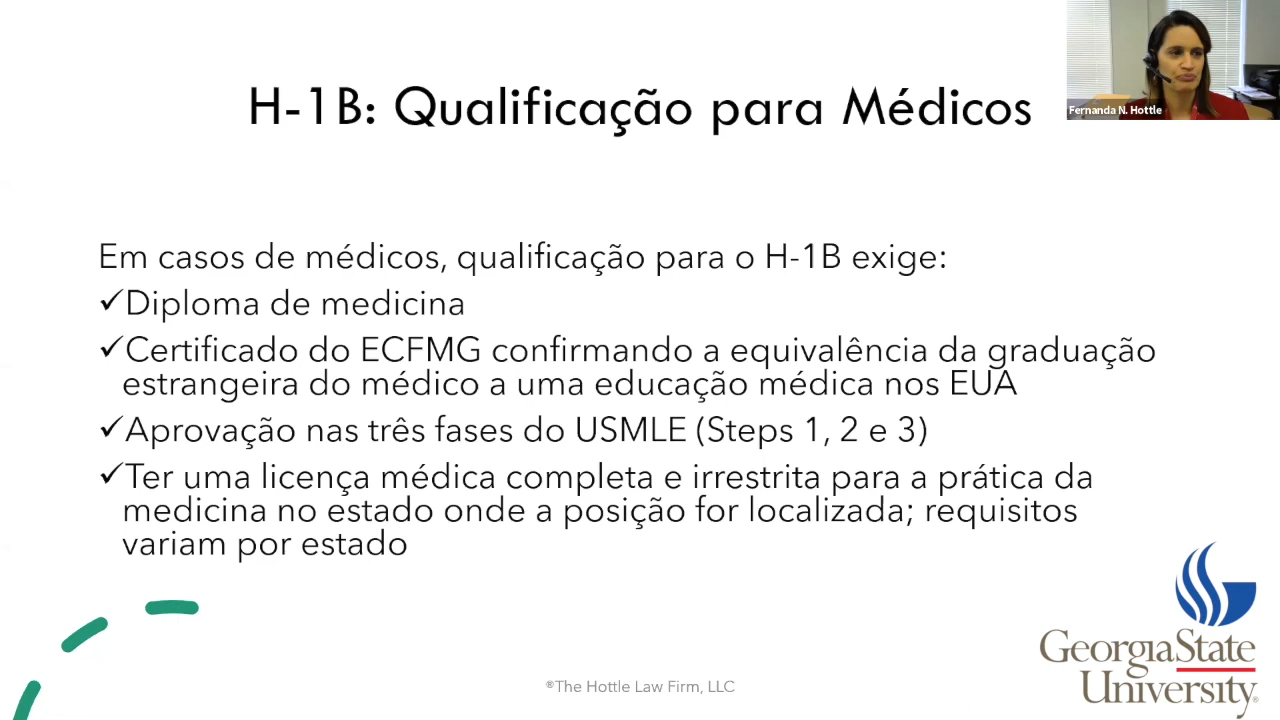 H-1B: Qualificação para Médicos
Fernanda N. Hottle
Em casos de médicos, qualificação para o H-1B exige:
✓Diploma de medicina
✓Certificado do ECFMG confirmando a equivalência da graduação
estrangeira do médico a uma educação médica nos EUA
✓Aprovação nas três fases do USMLE (Steps 1, 2 e 3)
✓Ter uma licença médica completa e irrestrita para a prática da
medicina no estado onde a posição for localizada; requisitos
variam por estado
GeorgiaState
University®
®The Hottle Law Firm, LLC